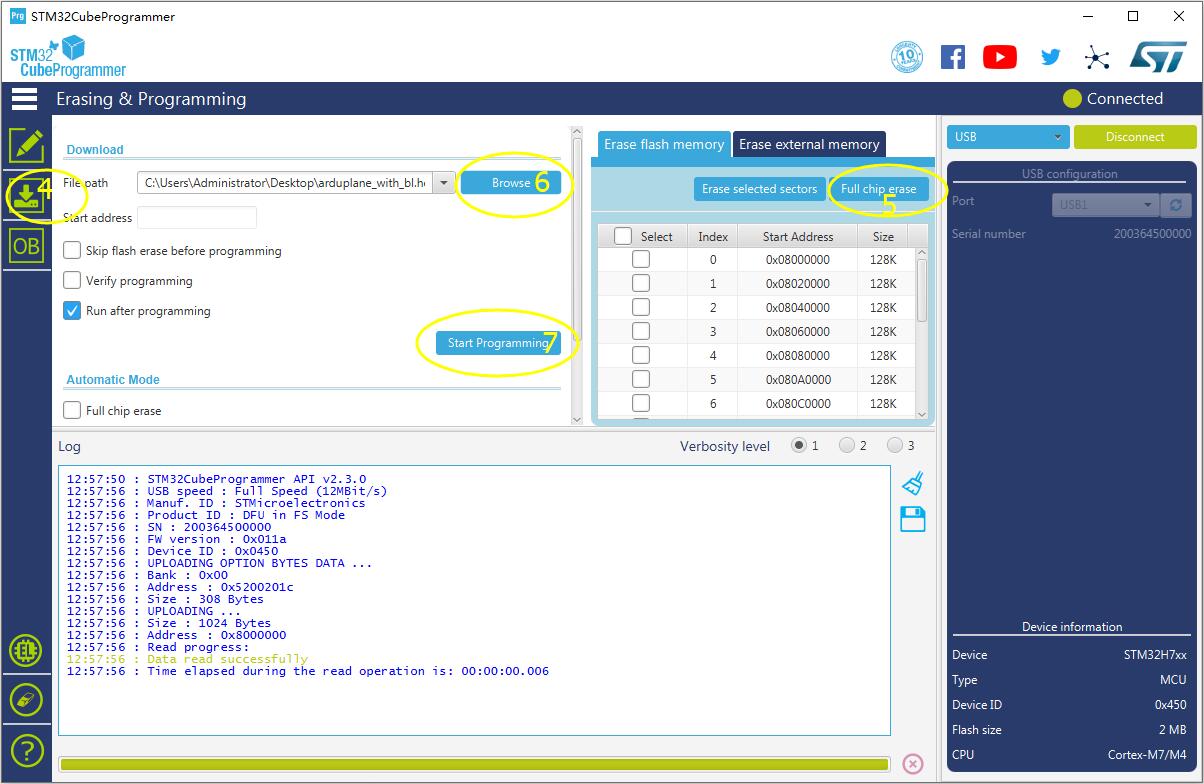 Prg STM32CubeProgrammer
STM32
CubeProgrammer
10 YEARS
ST
Erasing & Programming
Connected
4
OB
Download
File path C:\Users\Administrator\Desktop\arduplane_with_bl.he Browse 6
Start address
Skip flash erase before programming
Verify programming
Run after programming
Start Programming 7
Automatic Mode
Full chip erase
Erase flash memory Erase external memory
Erase selected sectors Full chip erase
5
Select Index Start Address Size
0 0x08000000 128K
1 0x08020000 128K
2 0x08040000 128K
3 0x08060000 128K
4 0x08080000 128K
5 0x080A0000 128K
6 0x080C0000 128K
USB Disconnect
USB configuration
Port USB1
Serial number 200364500000
Log Verbosity level 1 2 3
12:57:50 : STM32CubeProgrammer API v2.3.0
12:57:56 : USB speed : Full Speed (12MBit/s)
12:57:56 : Manuf. ID : STMicroelectronics
12:57:56 : Product ID : DFU in FS Mode
12:57:56 : SN : 200364500000
12:57:56 : FW version : 0x011a
12:57:56 : Device ID : 0x0450
12:57:56 : UPLOADING OPTION BYTES DATA ...
12:57:56 : Bank : 0x00
12:57:56 : Address : 0x5200201c
12:57:56 : Size : 308 Bytes
12:57:56 : UPLOADING ...
12:57:56 : Size : 1024 Bytes
12:57:56 : Address : 0x8000000
12:57:56 : Read progress:
12:57:56 : Data read successfully
12:57:56 : Time elapsed during the read operation is: 00:00:00.006
EL
?
Device information
Device STM32H7xx
Type MCU
Device ID 0x450
Flash size 2 MB
CPU Cortex-M7/M4